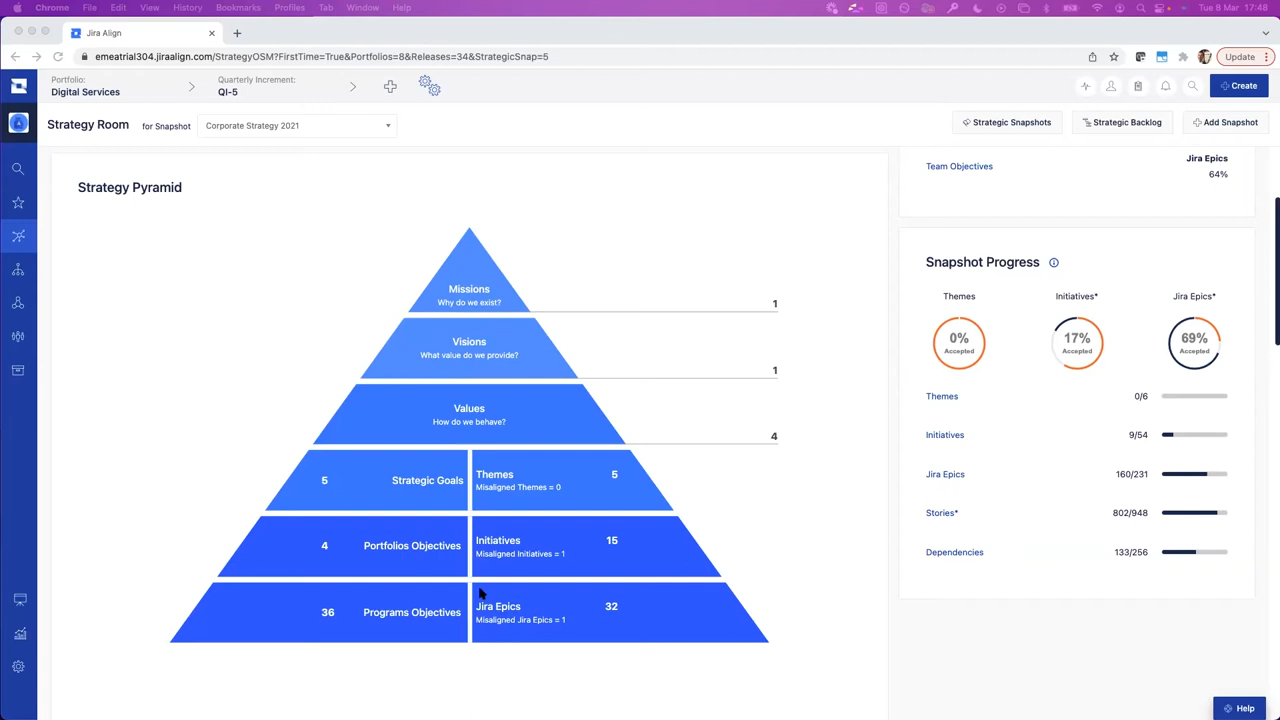 Chrome File Edit View History Bookmarks Profiles Tab Window Help Tue 8 Mar 17:48
Jira Align
emeatrial304.jiraalign.com/StrategyOSM?FirstTime=True&Portfolios=8&Releases=34&StrategicSnap=5 Update
Portfolio: Quarterly Increment:
Digital Services QI-5 Create
Strategy Room for Snapshot Corporate Strategy 2021 Strategic Snapshots Strategic Backlog Add Snapshot
Strategy Pyramid
Missions
Why do we exist? 1
Visions
What value do we provide? 1
Values
How do we behave? 4
5 Strategic Goals Themes 5
Misaligned Themes = 0
4 Portfolios Objectives Initiatives 15
Misaligned Initiatives = 1
36 Programs Objectives Jira Epics 32
Misaligned Jira Epics = 1
Jira Epics
Team Objectives 64%
Snapshot Progress
Themes Initiatives* Jira Epics*
0% 17% 69%
Accepted Accepted Accepted
Themes 0/6
Initiatives 9/54
Jira Epics 160/231
Stories* 802/948
Dependencies 133/256
Help